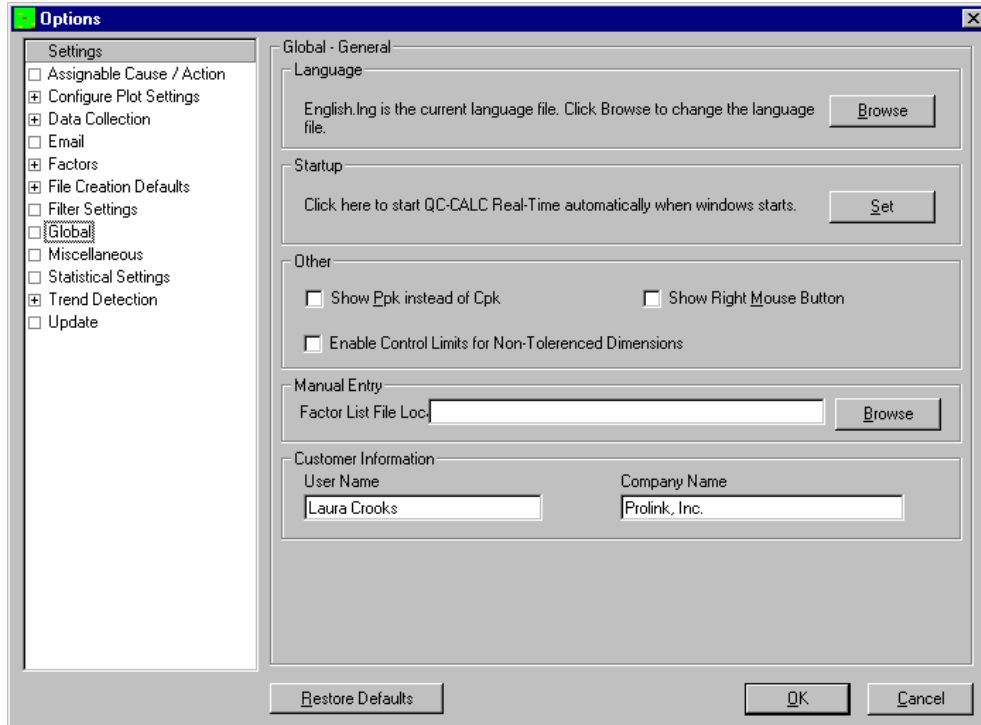 Options
Settings
Assignable Cause / Action
Configure Plot Settings
Data Collection
Email
Factors
File Creation Defaults
Filter Settings
Global
Miscellaneous
Statistical Settings
Trend Detection
Update
Global - General
Language
English.lng is the current language file. Click Browse to change the language
file.
Browse
Startup
Click here to start QC-CALC Real-Time automatically when windows starts.
Set
Other
Show Ppk instead of Cpk
Show Right Mouse Button
Enable Control Limits for Non-Tolerenced Dimensions
Manual Entry
Factor List File Loc
Browse
Customer Information
User Name
Company Name
Laura Crooks
Prolink, Inc.
Restore Defaults
OK
Cancel